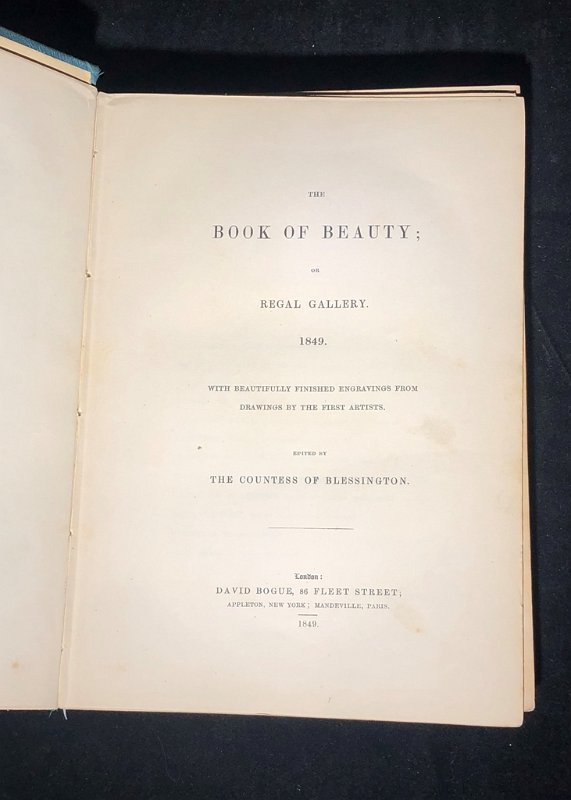 THE
BOOK OF BEAUTY;
OR
REGAL GALLERY.
1849.
WITH BEAUTIFULLY FINISHED ENGRAVINGS FROM
DRAWINGS BY THE FIRST ARTISTS.
EDITED BY
THE COUNTESS OF BLESSINGTON.
London:
DAVID BOGUE, 86 FLEET STREET;
APPLETON, NEW YORK; MANDEVILLE, PARIS.
1849.